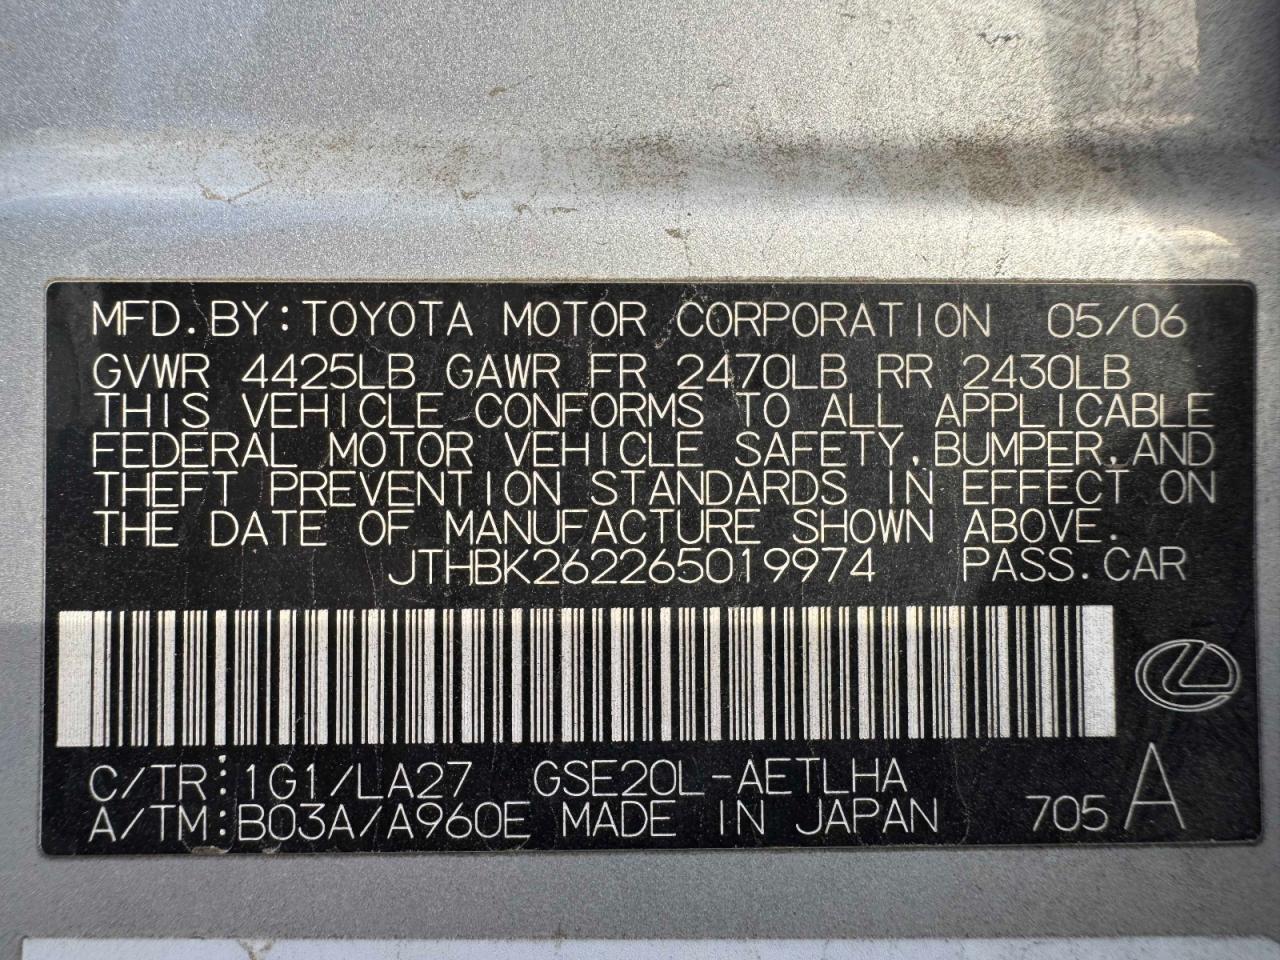 MFD.BY:TOYOTA MOTOR CORPORATION 05/06
GVWR 4425LB GAWR FR 2470LB RR 2430LB
THIS VEHICLE CONFORMS TO ALL APPLICABLE
FEDERAL MOTOR VEHICLE SAFETY,BUMPER,AND
THEFT PREVENTION STANDARDS IN EFFECT ON
THE DATE OF MANUFACTURE SHOWN ABOVE.
JTHBK262265019974 PASS.CAR
C/TR:1G1/LA27 GSE20L-AETLHA
A/TM:B03A/A960E MADE IN JAPAN 705 A